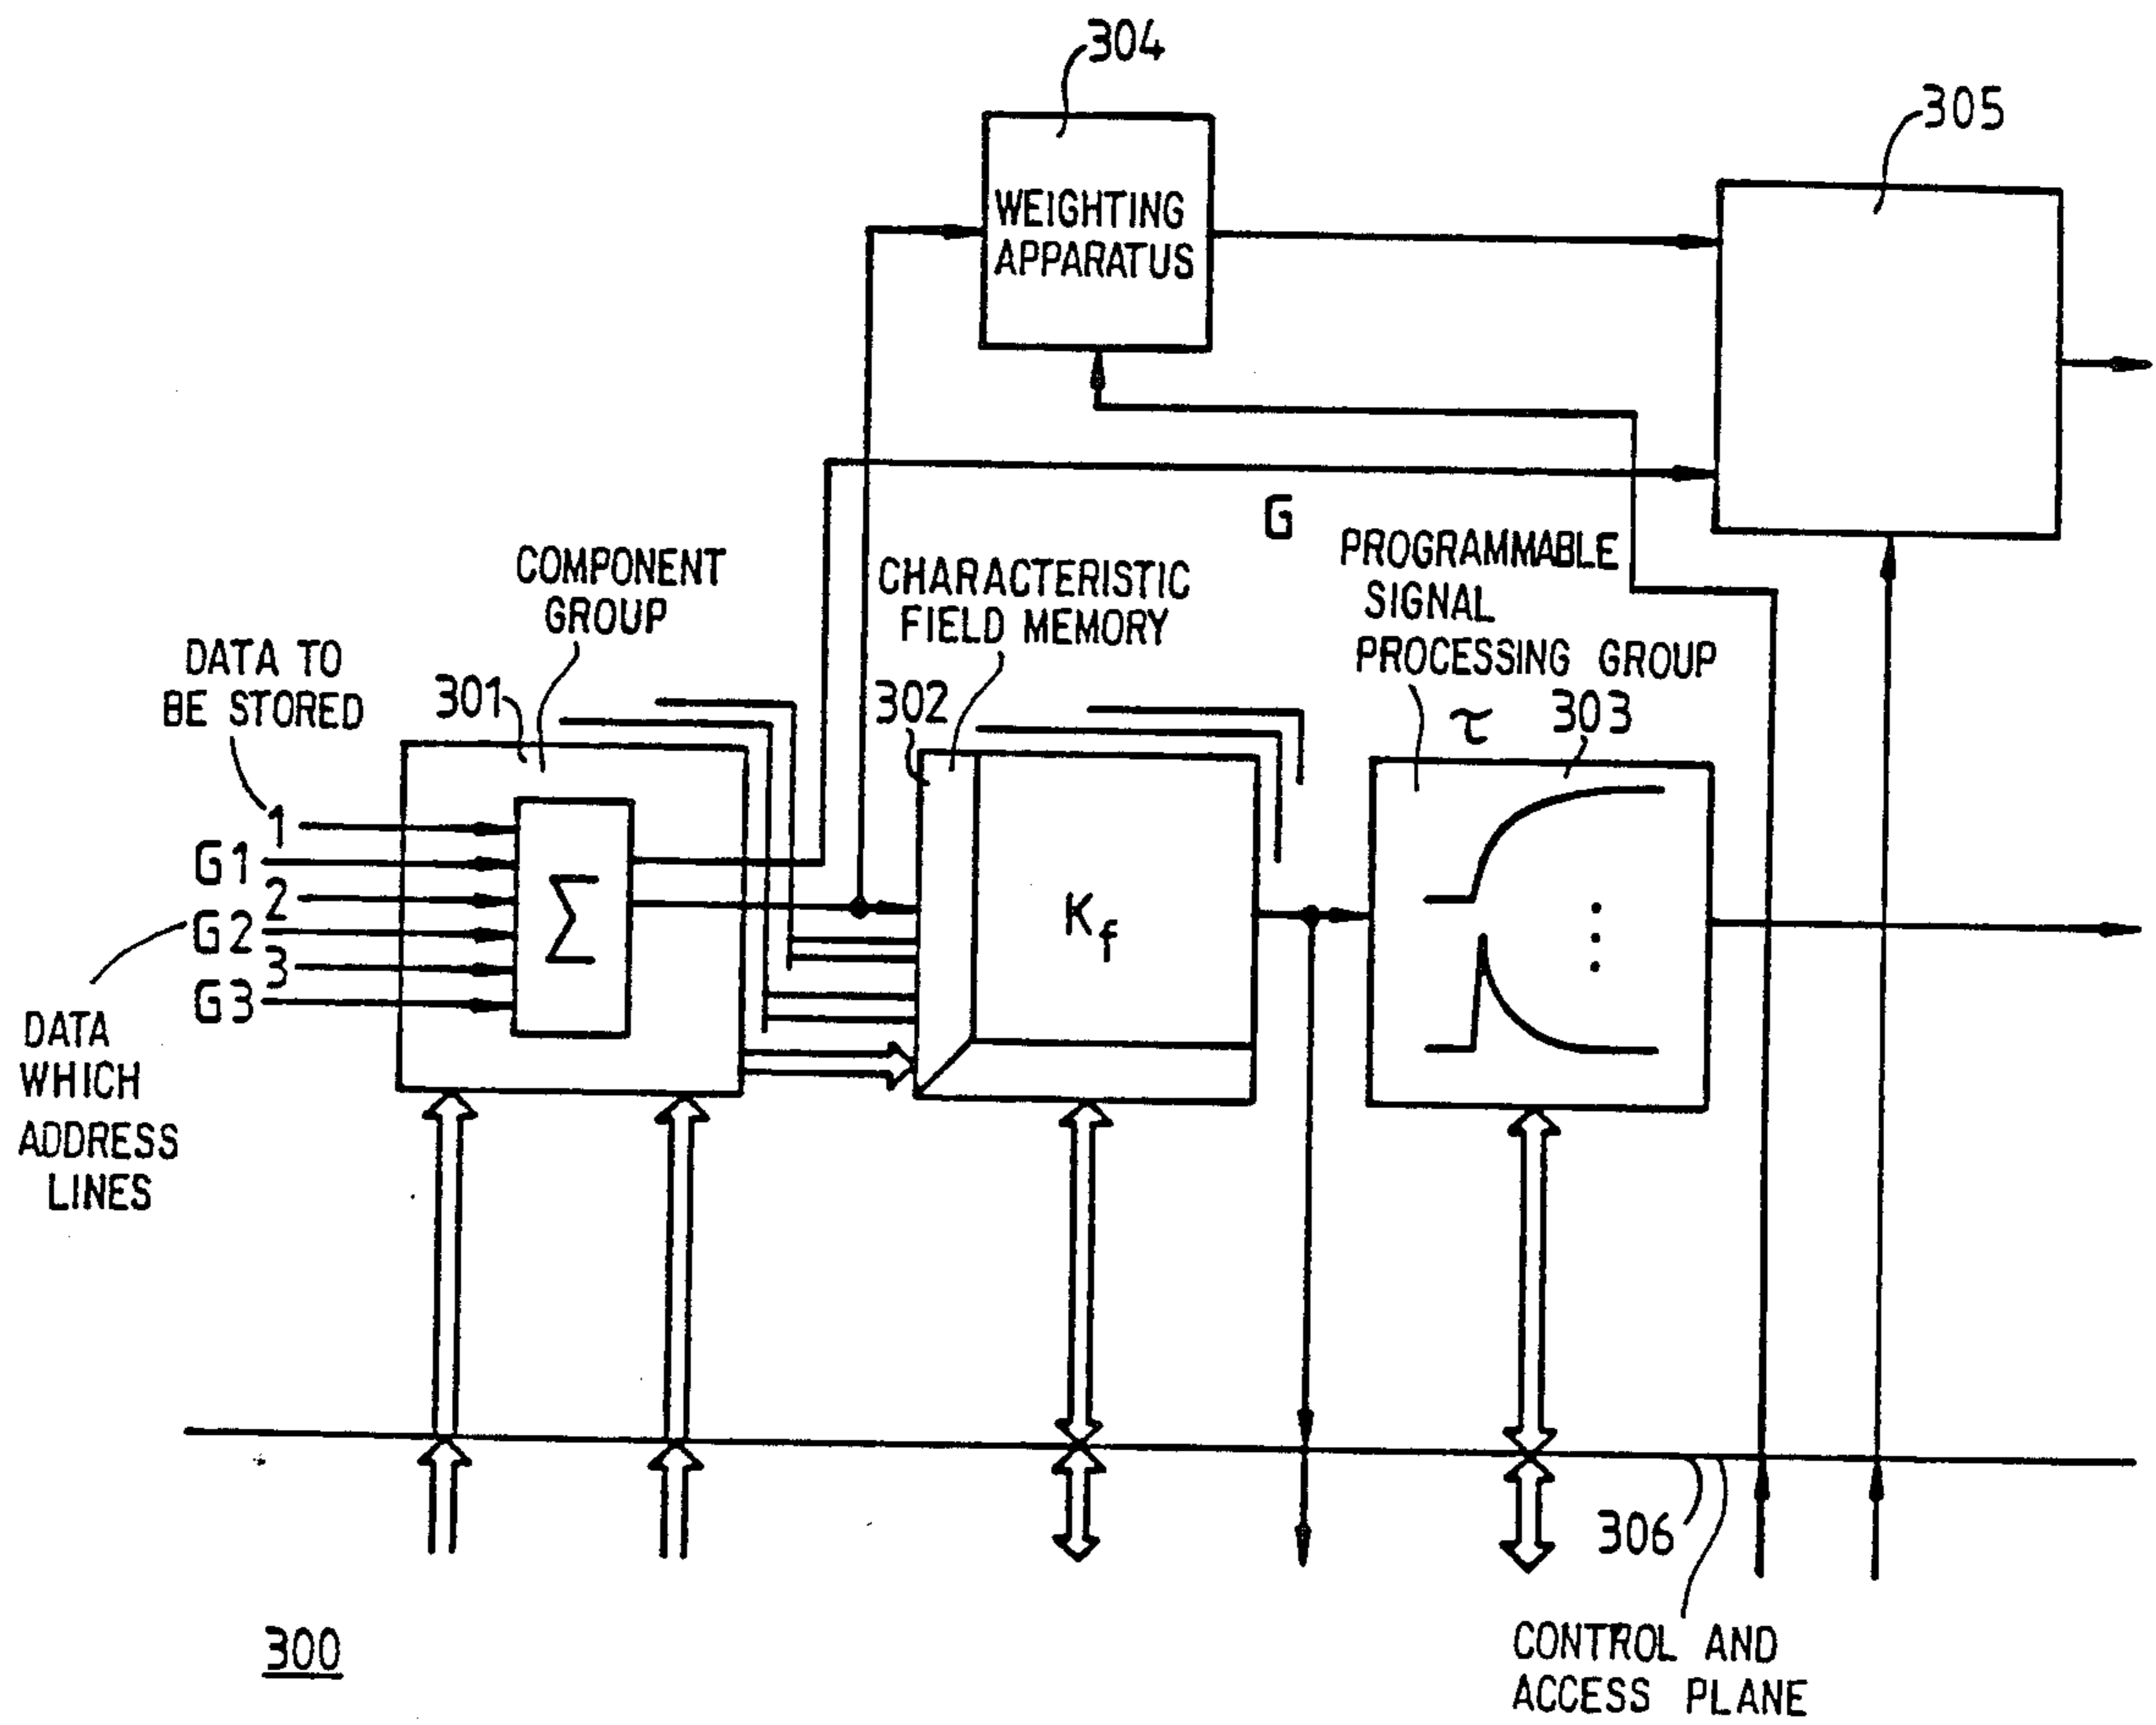 304
305
WEIGHTING
APPARATUS
G
COMPONENT
GROUP
CHARACTERISTIC
FIELD MEMORY
PROGRAMMABLE
SIGNAL
PROCESSING GROUP
DATA TO
BE STORED
301
302
τ 303
1
G1
2
G2
3
G3
Σ
Kf
DATA
WHICH
ADDRESS
LINES
306
300
CONTROL AND
ACCESS PLANE